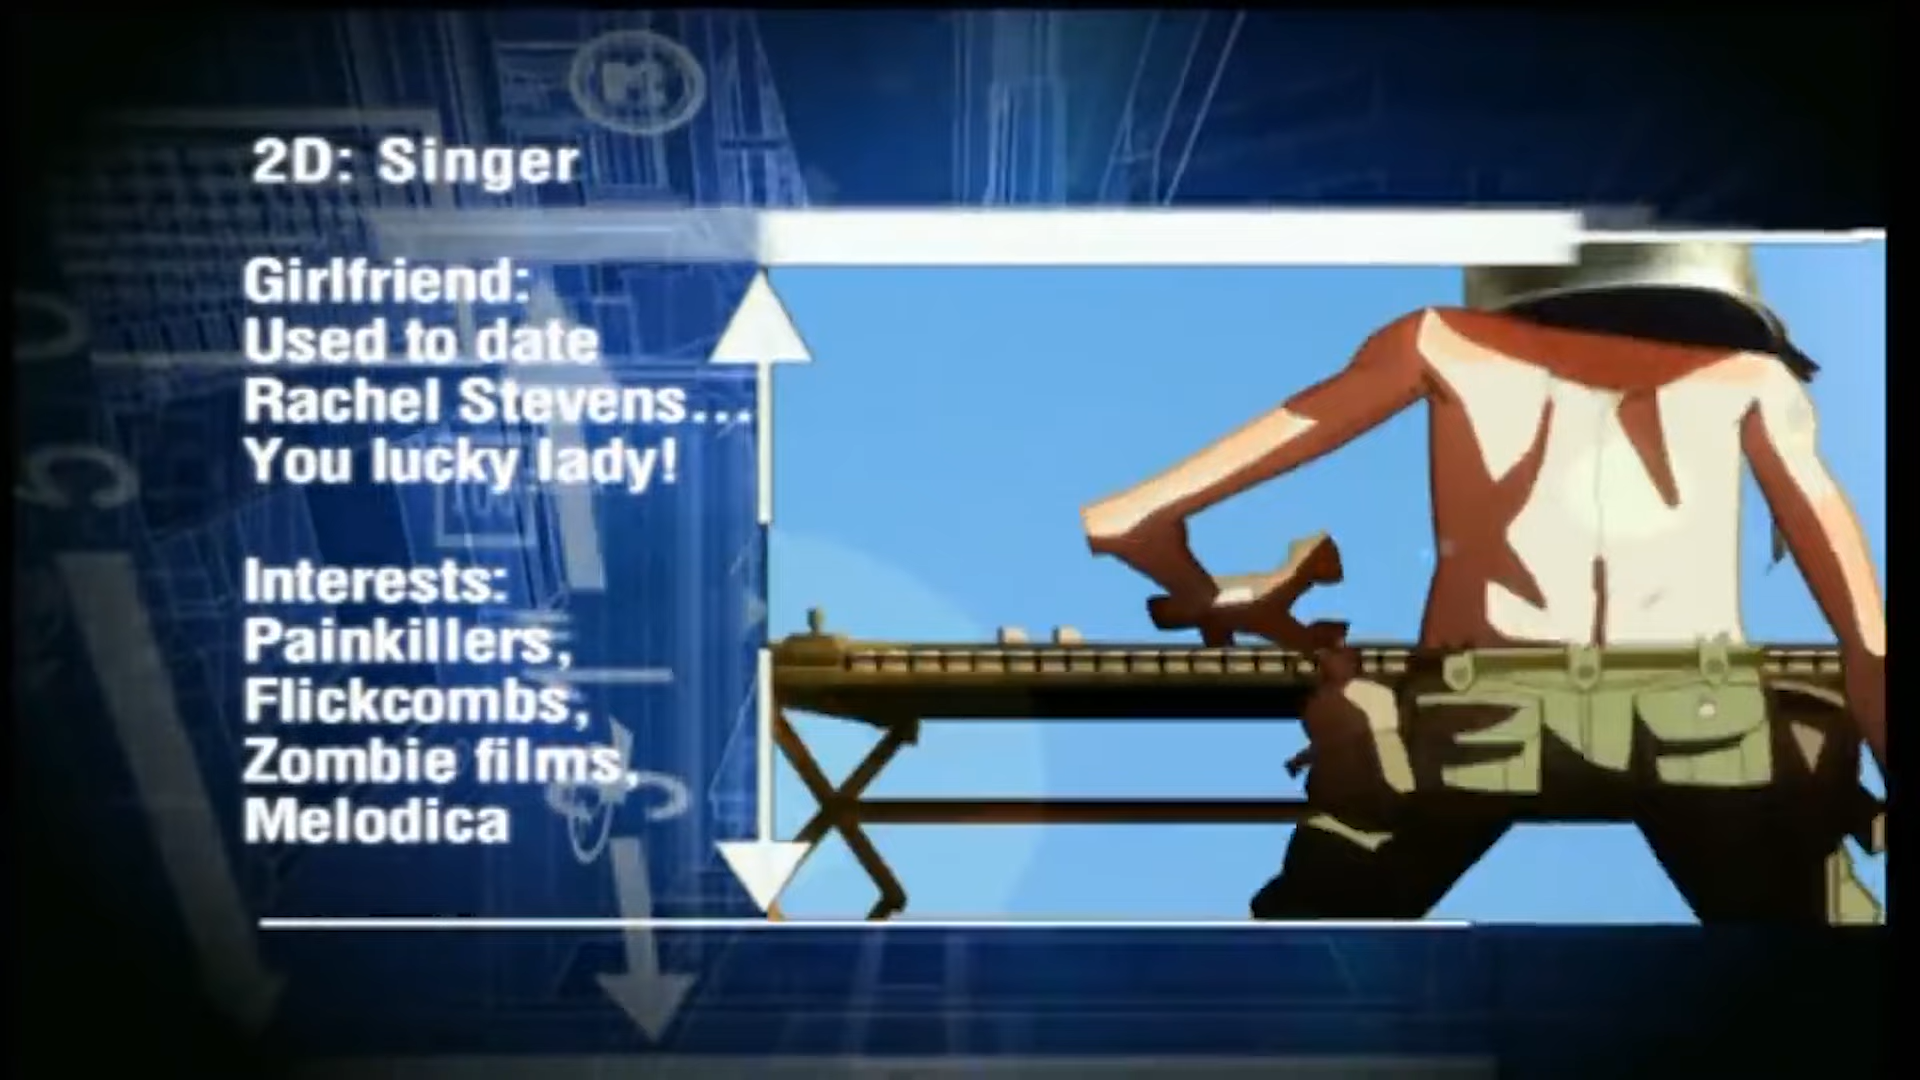 2D: Singer
Girlfriend:
Used to date
Rachel Stevens...
You lucky lady!
Interests:
Painkillers,
Flickcombs,
Zombie films,
Melodica